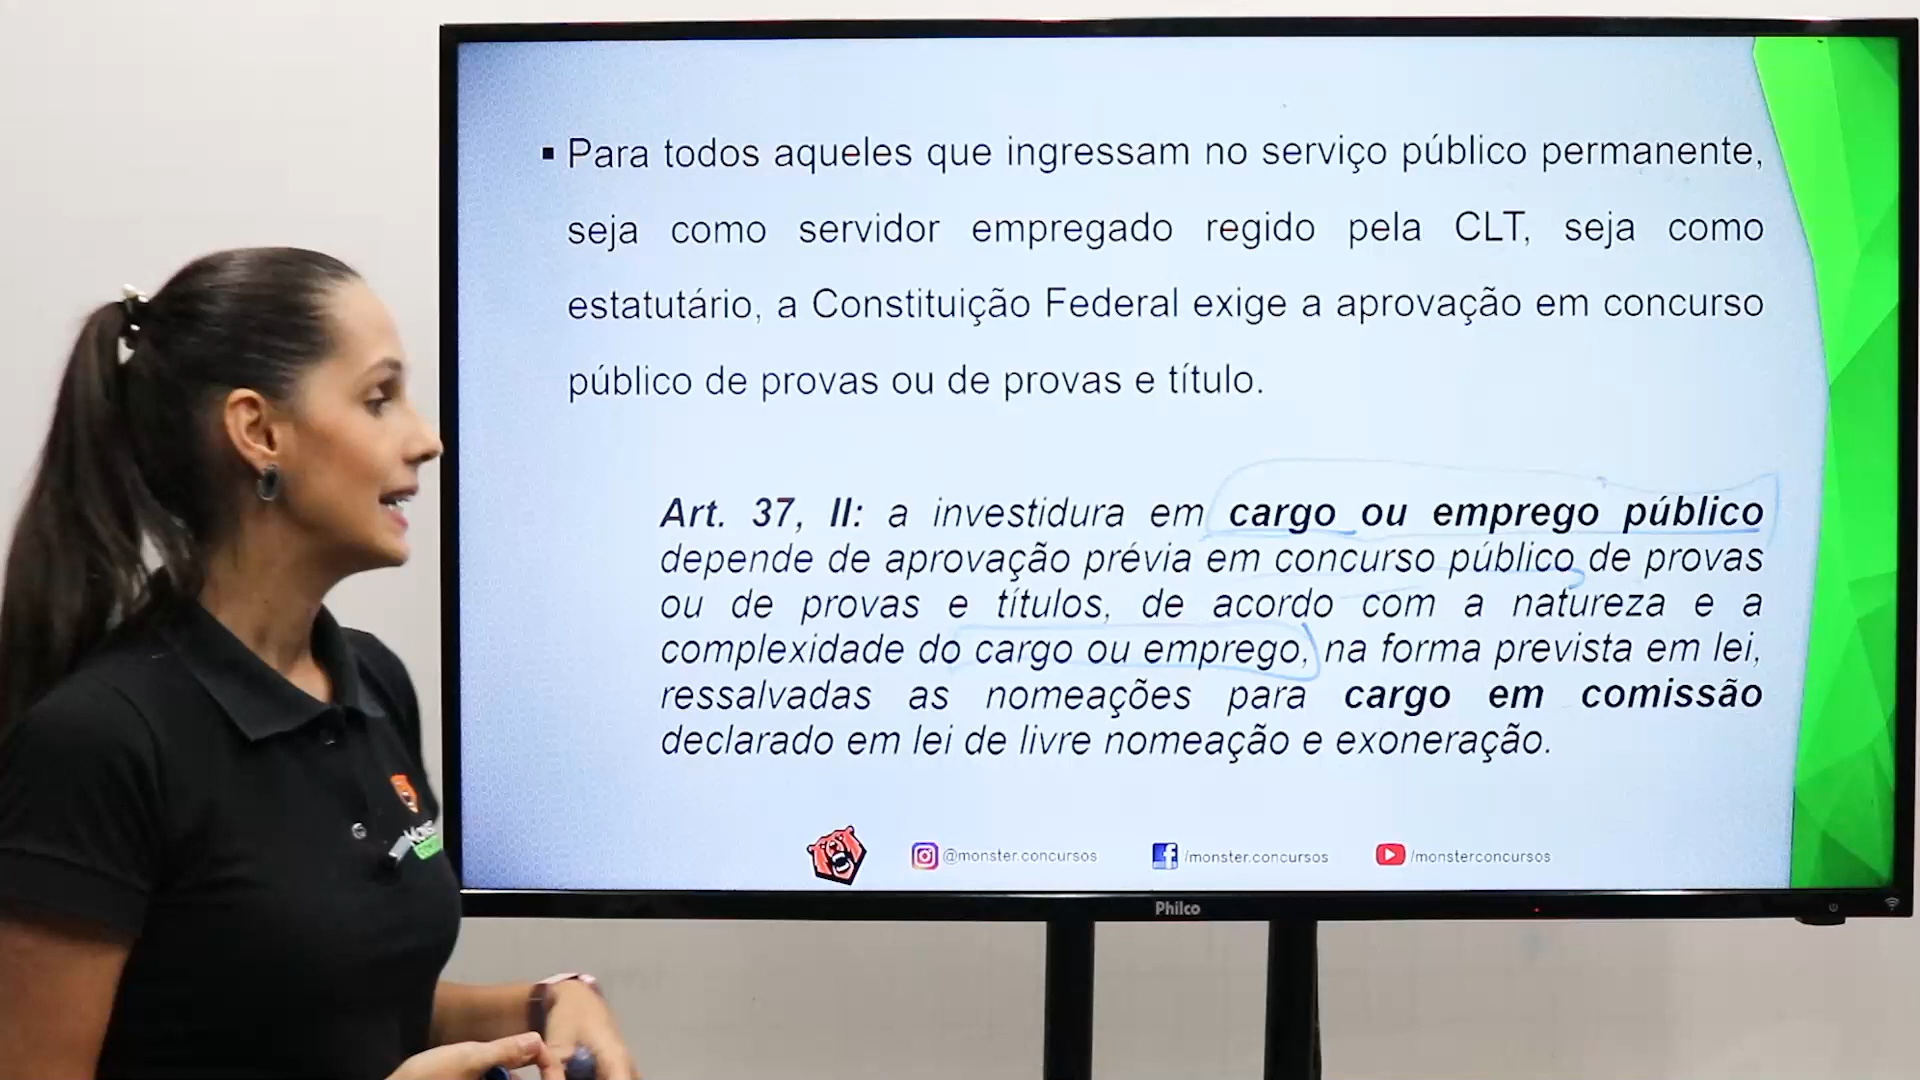 ▪ Para todos aqueles que ingressam no serviço público permanente,
seja como servidor empregado regido pela CLT, seja como
estatutário, a Constituição Federal exige a aprovação em concurso
público de provas ou de provas e título.
Art. 37, II: a investidura em cargo ou emprego público
depende de aprovação prévia em concurso público de provas
ou de provas e títulos, de acordo com a natureza e a
complexidade do cargo ou emprego, na forma prevista em lei,
ressalvadas as nomeações para cargo em comissão
declarado em lei de livre nomeação e exoneração.
@monster.concursos
/monster.concursos
/monsterconcursos
Philco